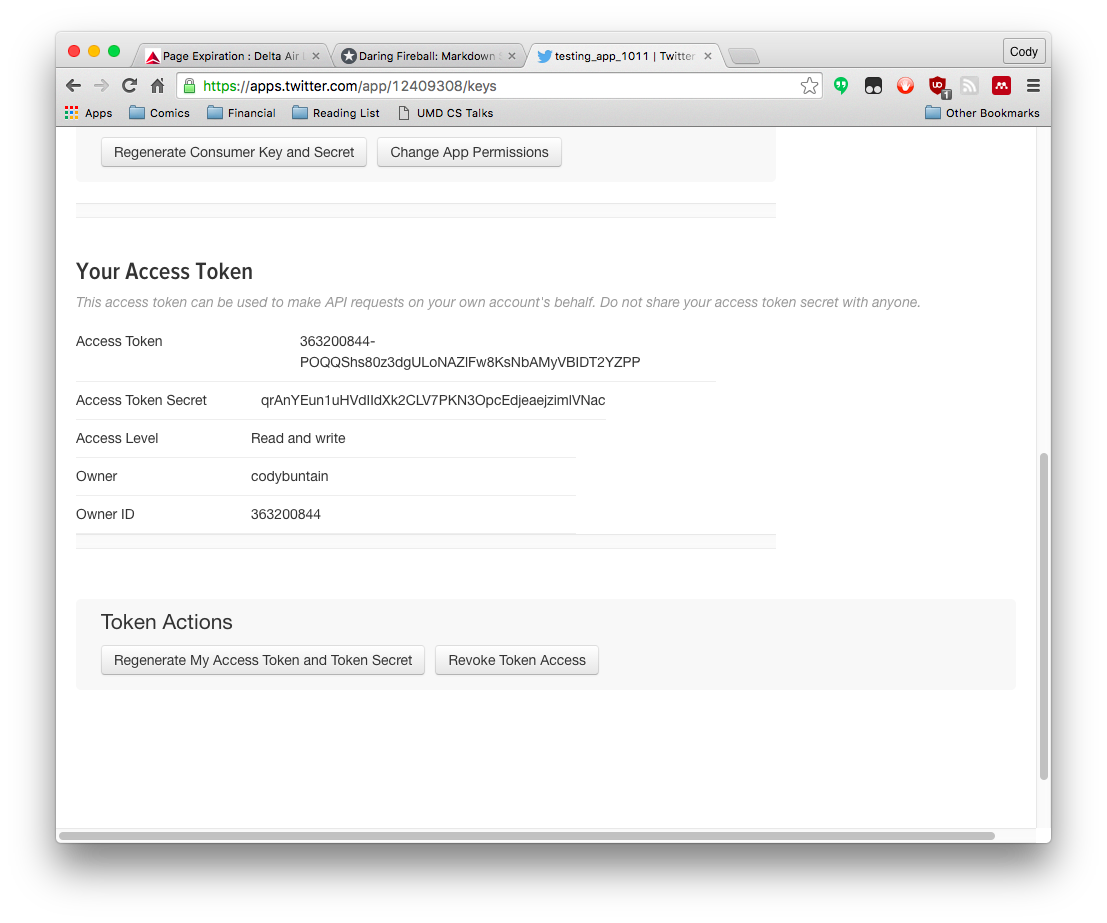 Cody
Page Expiration : Delta Air
Daring Fireball: Markdown
testing_app_1011 | Twitter
https://apps.twitter.com/app/12409308/keys
1
Apps
Comics
Financial
Reading List
UMD CS Talks
Other Bookmarks
Regenerate Consumer Key and Secret
Change App Permissions
Your Access Token
This access token can be used to make API requests on your own account's behalf. Do not share your access token secret with anyone.
Access Token 363200844-
Access Token Secret
Access Level Read and write
Owner codybuntain
Owner ID 363200844
Token Actions
Regenerate My Access Token and Token Secret
Revoke Token Access